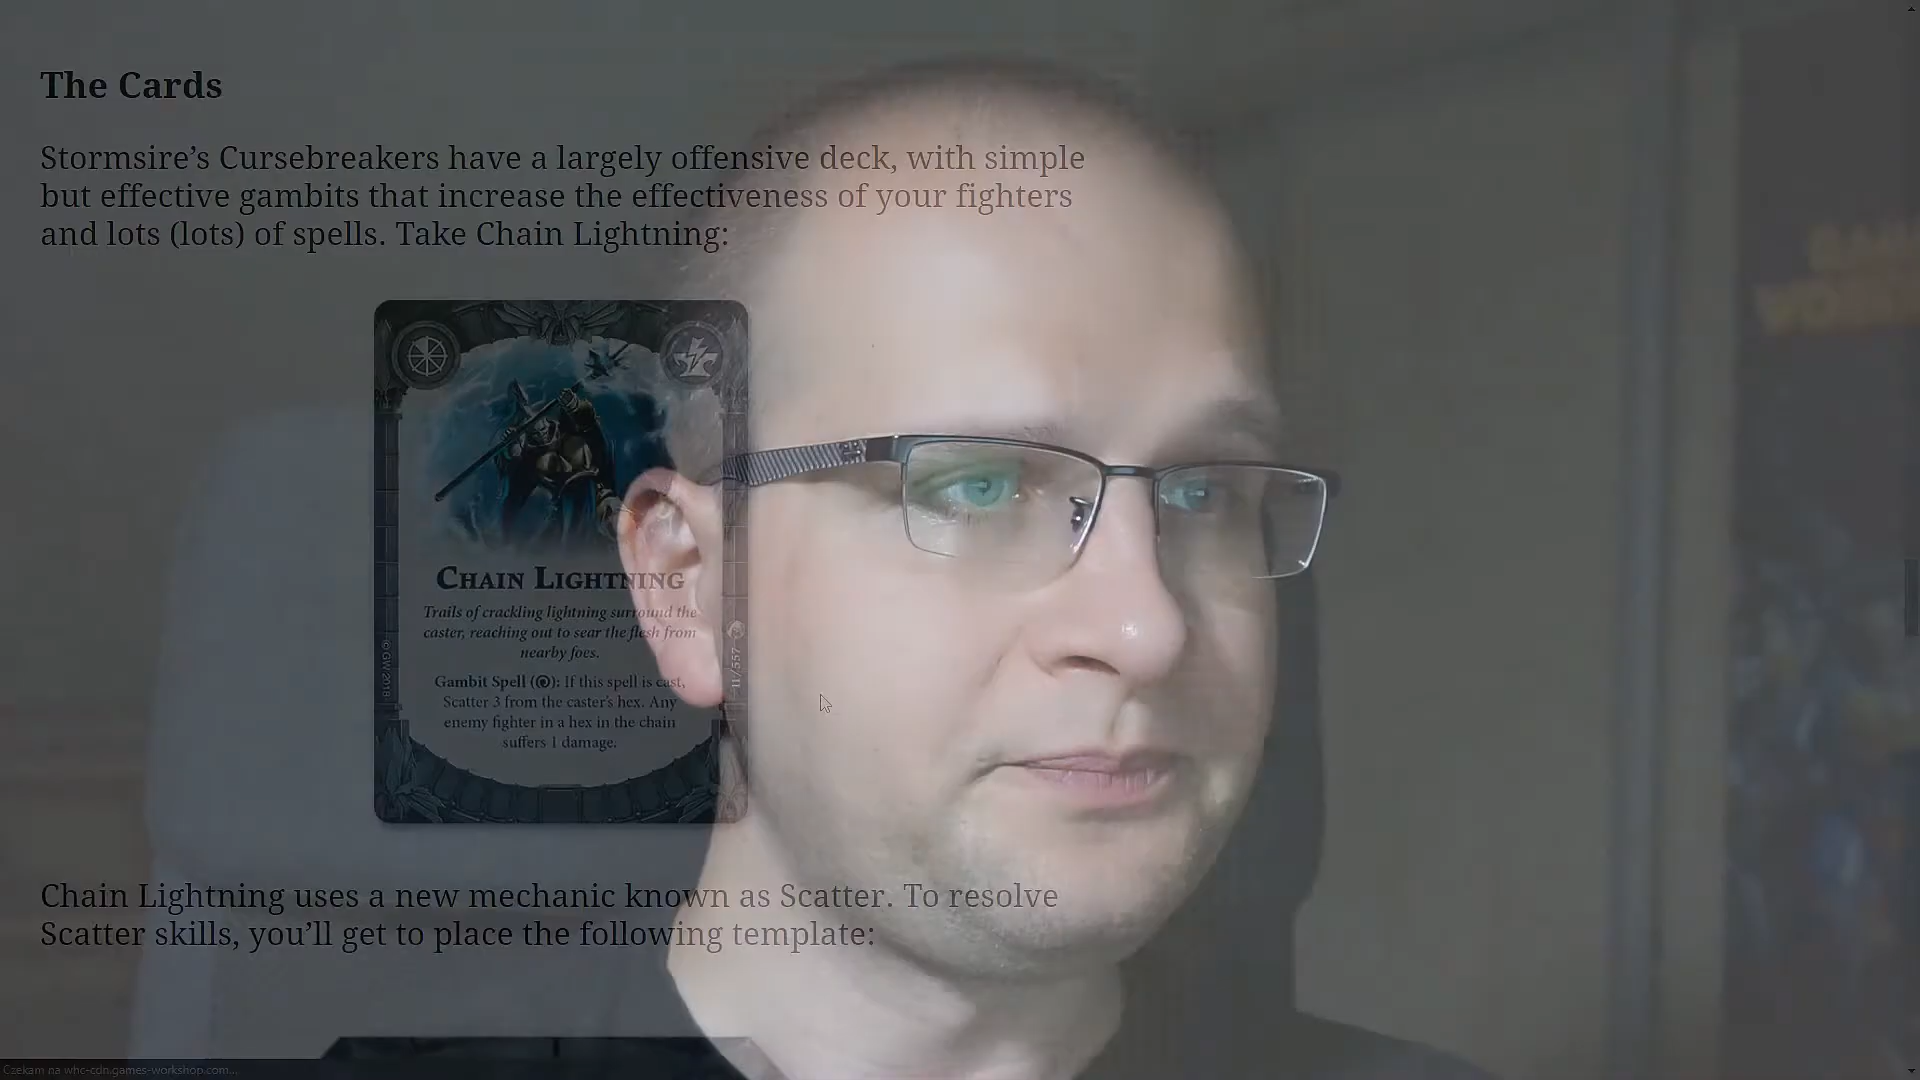 The Cards
Stormsire’s Cursebreakers have a largely offensive deck, with simple
but effective gambits that increase the effectiveness of your fighters
and lots (lots) of spells. Take Chain Lightning:
Chain Lightning
Trails of crackling lightning surround the
caster, reaching out to sear the flesh from
nearby foes.
Gambit Spell (): If this spell is cast,
Scatter 3 from the caster’s hex. Any
enemy fighter in a hex in the chain
suffers 1 damage.
© GW 2018
11/557
Chain Lightning uses a new mechanic known as Scatter. To resolve
Scatter skills, you’ll get to place the following template:
Czekam na whc-cdn.games-workshop.com...